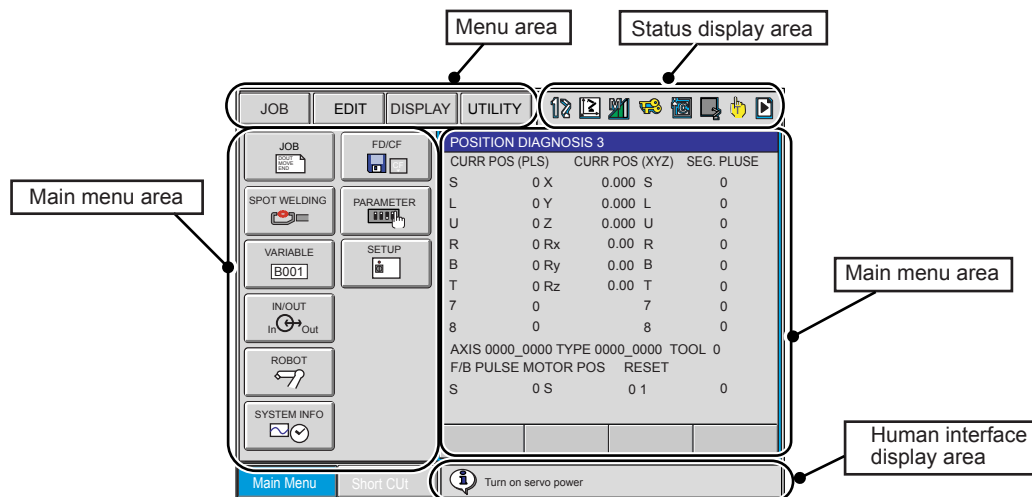 Menu area
Status display area
JOB EDIT DISPLAY UTILITY
Main menu area
JOB
DOUT
MOVE
END
FD/CF
CF
SPOT WELDING
PARAMETER
VARIABLE
B001
SETUP
IN/OUT
In Out
ROBOT
SYSTEM INFO
POSITION DIAGNOSIS 3
CURR POS (PLS) CURR POS (XYZ) SEG. PLUSE
S 0 X 0.000 S 0
L 0 Y 0.000 L 0
U 0 Z 0.000 U 0
R 0 Rx 0.00 R 0
B 0 Ry 0.00 B 0
T 0 Rz 0.00 T 0
7 0 7 0
8 0 8 0
AXIS 0000_0000 TYPE 0000_0000 TOOL 0
F/B PULSE MOTOR POS RESET
S 0 S 0 1 0
Main menu area
Human interface
display area
Main Menu Short CUt
Turn on servo power